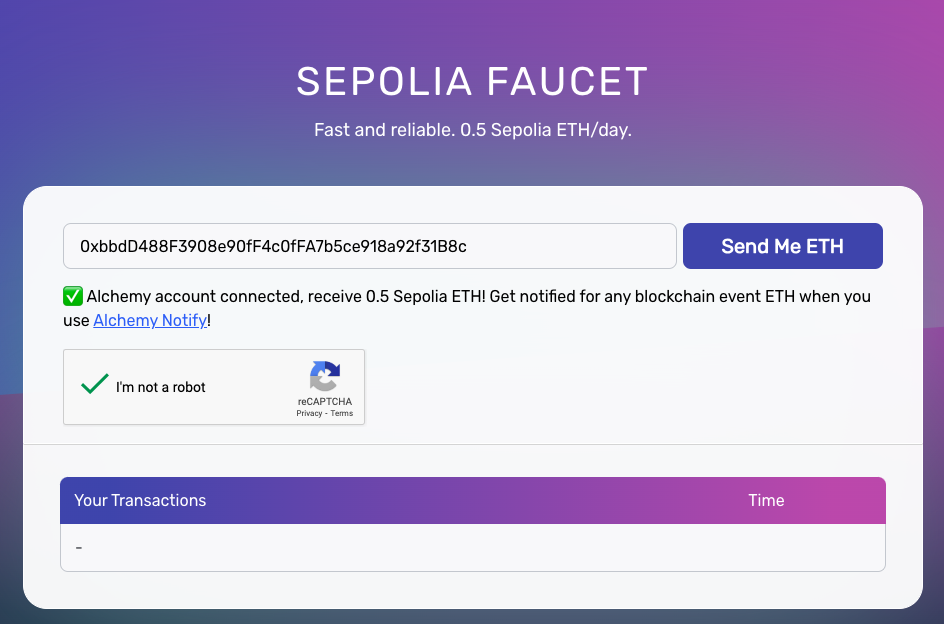 SEPOLIA FAUCET
Fast and reliable. 0.5 Sepolia ETH/day.
0xbbdD488F3908e90fF4c0fFA7b5ce918a92f31B8c
Send Me ETH
✅ Alchemy account connected, receive 0.5 Sepolia ETH! Get notified for any blockchain event ETH when you
use Alchemy Notify!
I'm not a robot
reCAPTCHA
Privacy - Terms
Your Transactions
Time
-